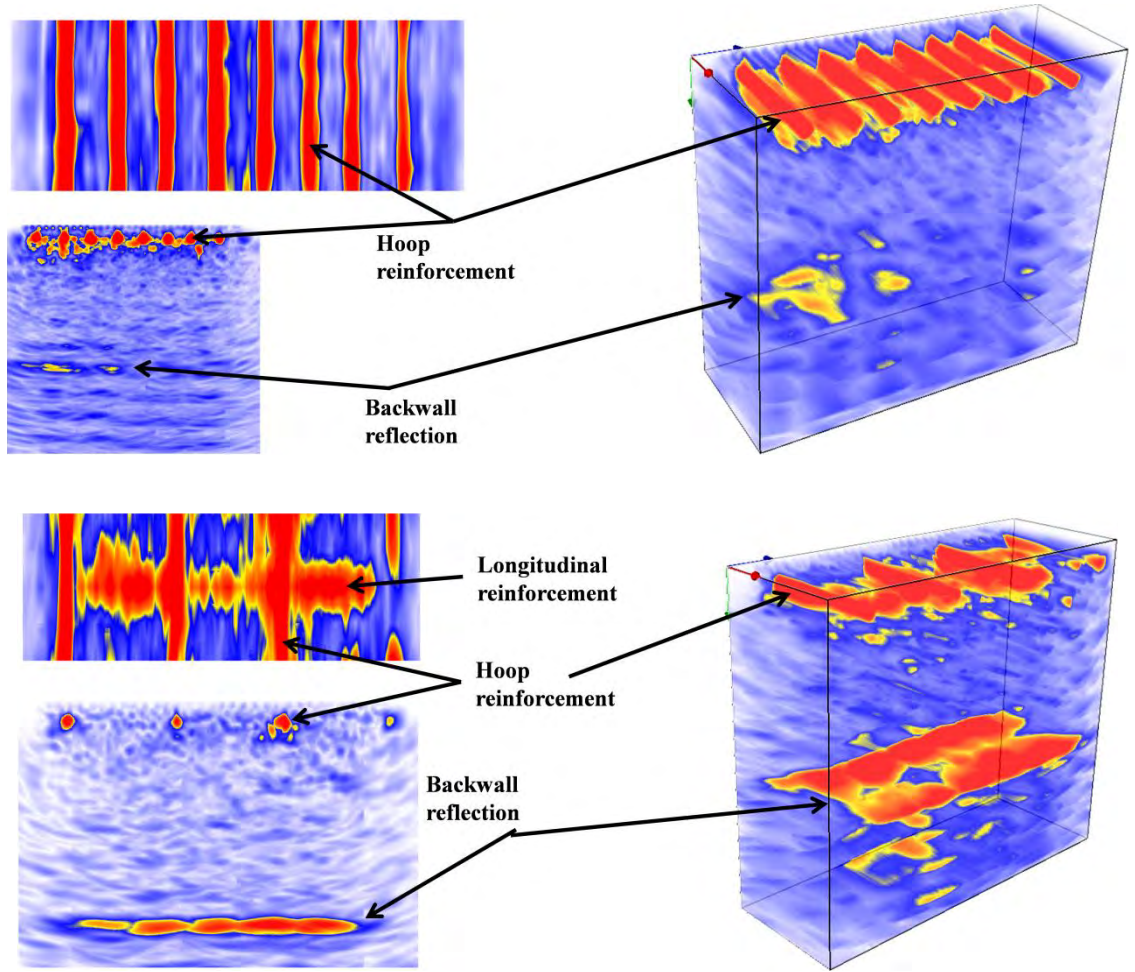 Hoop
reinforcement
Backwall
reflection
Longitudinal
reinforcement
Hoop
reinforcement
Backwall
reflection